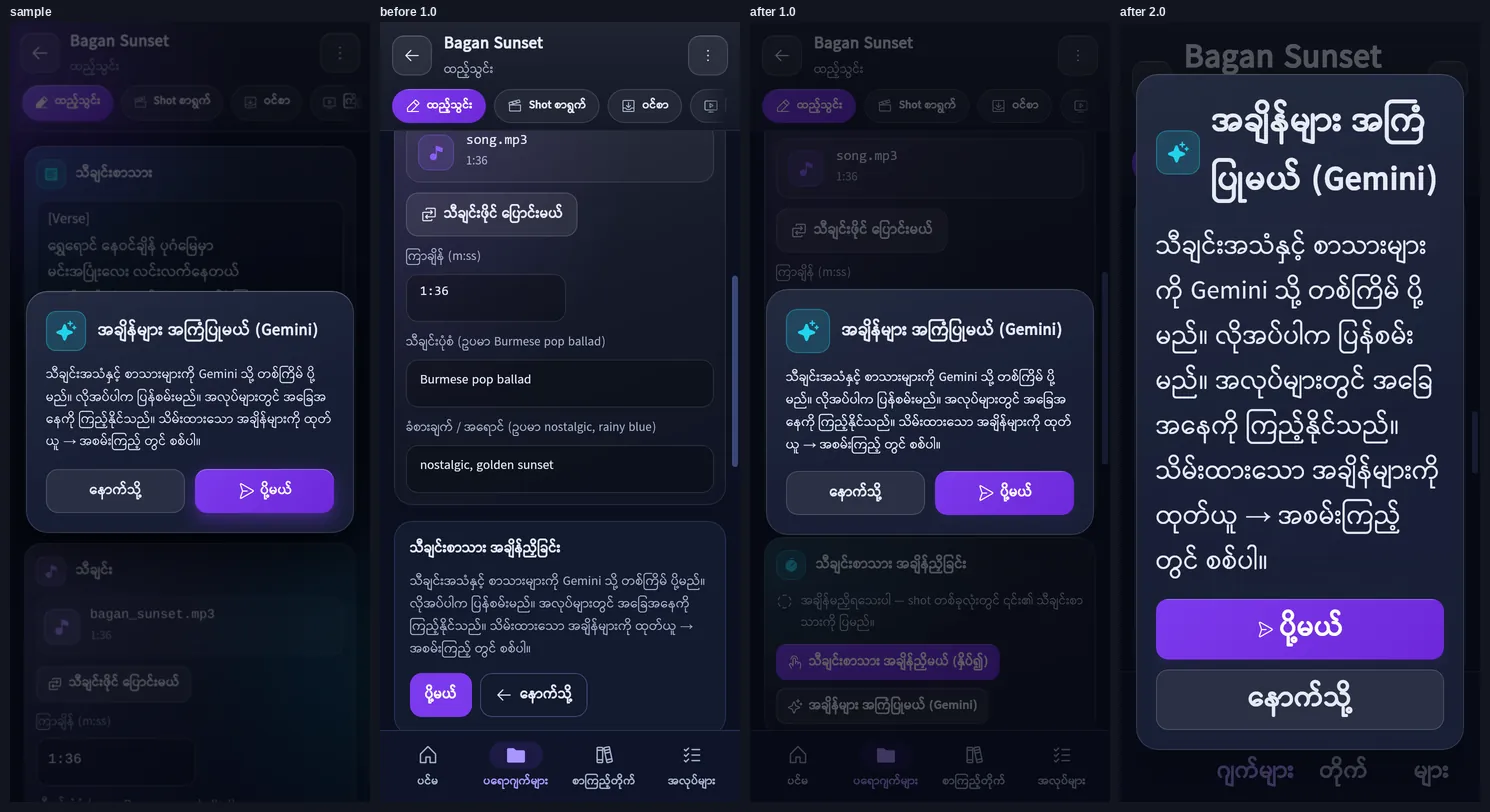 sample
Bagan Sunset
ထည့်သွင်း
ထည့်သွင်း
Shot စာရွက်
ဝင်စာ
သီချင်းစာသား
[Verse]
ရွှေရောင် နေဝင်ချိန် ပုဂံမြေမှာ
မင်းအပြုံးလေး လင်းလက်နေတယ်
အချိန်များ အကြံပြုမယ် (Gemini)
သီချင်းအသံနှင့် စာသားများကို Gemini သို့ တစ်ကြိမ် ပို့
မည်။ လိုအပ်ပါက ပြန်စမ်းမည်။ အလုပ်များတွင် အခြေအ
နေကို ကြည့်နိုင်သည်။ သိမ်းထားသော အချိန်များကို ထုတ်
ယူ → အစမ်းကြည့် တွင် စစ်ပါ။
နောက်သို့
ပို့မယ်
သီချင်း
bagan_sunset.mp3
1:36
သီချင်းဖိုင် ပြောင်းမယ်
ကြာချိန် (m:ss)
1:36
before 1.0
Bagan Sunset
ထည့်သွင်း
ထည့်သွင်း
Shot စာရွက်
ဝင်စာ
song.mp3
1:36
သီချင်းဖိုင် ပြောင်းမယ်
ကြာချိန် (m:ss)
1:36
သီချင်းပုံစံ (ဥပမာ Burmese pop ballad)
Burmese pop ballad
ခံစားချက် / အရောင် (ဥပမာ nostalgic, rainy blue)
nostalgic, golden sunset
သီချင်းစာသား အချိန်ညှိခြင်း
သီချင်းအသံနှင့် စာသားများကို Gemini သို့ တစ်ကြိမ် ပို့မည်။
လိုအပ်ပါက ပြန်စမ်းမည်။ အလုပ်များတွင် အခြေအနေကို
ကြည့်နိုင်သည်။ သိမ်းထားသော အချိန်များကို ထုတ်ယူ →
အစမ်းကြည့် တွင် စစ်ပါ။
ပို့မယ်
← နောက်သို့
ပင်မ
ပရောဂျက်များ
စာကြည့်တိုက်
အလုပ်များ
after 1.0
Bagan Sunset
ထည့်သွင်း
ထည့်သွင်း
Shot စာရွက်
ဝင်စာ
song.mp3
1:36
သီချင်းဖိုင် ပြောင်းမယ်
ကြာချိန် (m:ss)
အချိန်များ အကြံပြုမယ် (Gemini)
သီချင်းအသံနှင့် စာသားများကို Gemini သို့ တစ်ကြိမ် ပို့
မည်။ လိုအပ်ပါက ပြန်စမ်းမည်။ အလုပ်များတွင် အခြေအ
နေကို ကြည့်နိုင်သည်။ သိမ်းထားသော အချိန်များကို ထုတ်
ယူ → အစမ်းကြည့် တွင် စစ်ပါ။
နောက်သို့
ပို့မယ်
သီချင်းစာသား အချိန်ညှိခြင်း
အချိန်မညှိရသေးပါ — shot တစ်ခုလုံးတွင် ၎င်း၏ သီချင်းစာ
သားကို ပြမည်။
သီချင်းစာသား အချိန်ညှိမယ် (နှိပ်၍)
အချိန်များ အကြံပြုမယ် (Gemini)
ပင်မ
ပရောဂျက်များ
စာကြည့်တိုက်
အလုပ်များ
after 2.0
Bagan Sunset
အချိန်များ အကြံ
ပြုမယ် (Gemini)
သီချင်းအသံနှင့် စာသားများ
ကို Gemini သို့ တစ်ကြိမ် ပို့
မည်။ လိုအပ်ပါက ပြန်စမ်း
မည်။ အလုပ်များတွင် အခြေ
အနေကို ကြည့်နိုင်သည်။
သိမ်းထားသော အချိန်များကို
ထုတ်ယူ → အစမ်းကြည့်
တွင် စစ်ပါ။
ပို့မယ်
နောက်သို့
ဂျက်များ
တိုက်
များ